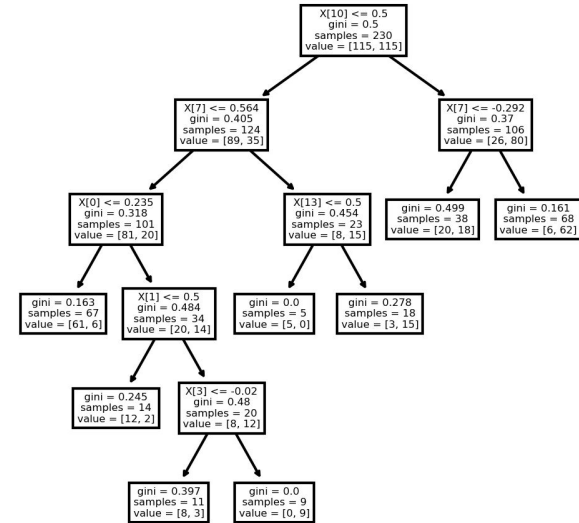 X[10] <= 0.5
gini = 0.5
samples = 230
value = [115, 115]
X[7] <= 0.564
gini = 0.405
samples = 124
value = [89, 35]
X[7] <= -0.292
gini = 0.37
samples = 106
value = [26, 80]
X[0] <= 0.235
gini = 0.318
samples = 101
value = [81, 20]
X[13] <= 0.5
gini = 0.454
samples = 23
value = [8, 15]
gini = 0.499
samples = 38
value = [20, 18]
gini = 0.161
samples = 68
value = [6, 62]
gini = 0.163
samples = 67
value = [61, 6]
X[1] <= 0.5
gini = 0.484
samples = 34
value = [20, 14]
gini = 0.0
samples = 5
value = [5, 0]
gini = 0.278
samples = 18
value = [3, 15]
gini = 0.245
samples = 14
value = [12, 2]
X[3] <= -0.02
gini = 0.48
samples = 20
value = [8, 12]
gini = 0.397
samples = 11
value = [8, 3]
gini = 0.0
samples = 9
value = [0, 9]